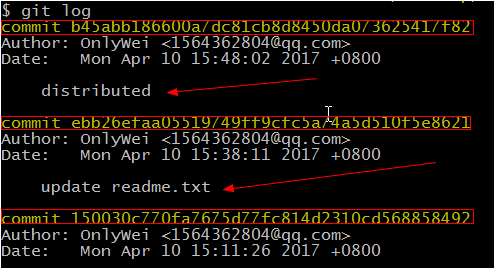 $ git log
commit b45abb186600a7dc81cb8d8450da073625417f82
Author: OnlyWei <1564362804@qq.com>
Date:   Mon Apr 10 15:48:02 2017 +0800
distributed
commit ebb26efaa05519749ff9cfc5a74a5d510f5e8621
Author: OnlyWei <1564362804@qq.com>
Date:   Mon Apr 10 15:38:11 2017 +0800
update readme.txt
commit 150030c770fa7675d77fc814d2310cd568858492
Author: OnlyWei <1564362804@qq.com>
Date:   Mon Apr 10 15:11:26 2017 +0800